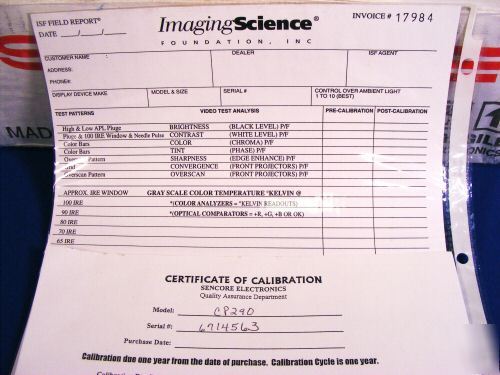 ISF FIELD REPORT®
DATE ___/___/___
ImagingScience®
FOUNDATION, INC
INVOICE # 17984
CUSTOMER NAME:
DEALER
ISF AGENT
ADDRESS:
PHONE#:
DISPLAY DEVICE MAKE
MODEL & SIZE
SERIAL #
CONTROL OVER AMBIENT LIGHT
1 TO 10 (BEST)
TEST PATTERNS
VIDEO TEST ANALYSIS
PRE-CALIBRATION
POST-CALIBRATION
High & Low APL Pluge BRIGHTNESS (BLACK LEVEL) P/F
Pluge & 100 IRE Window & Needle Pulse CONTRAST (WHITE LEVEL) P/F
Color Bars COLOR (CHROMA) P/F
Color Bars TINT (PHASE) P/F
Overscan Pattern SHARPNESS (EDGE ENHANCE) P/F
CONVERGENCE (FRONT PROJECTORS) P/F
Overscan Pattern OVERSCAN (FRONT PROJECTORS) P/F
APPROX. IRE WINDOW GRAY SCALE COLOR TEMPERATURE °KELVIN @
100 IRE *(COLOR ANALYZERS = °KELVIN READOUTS)
90 IRE *(OPTICAL COMPARATORS = +R, +G, +B OR OK)
80 IRE
70 IRE
65 IRE
MAD
CERTIFICATE OF CALIBRATION
SENCORE ELECTRONICS
Quality Assurance Department
Model: CP290
Serial #: 6714563
Purchase Date:
Calibration due one year from the date of purchase. Calibration Cycle is one year.